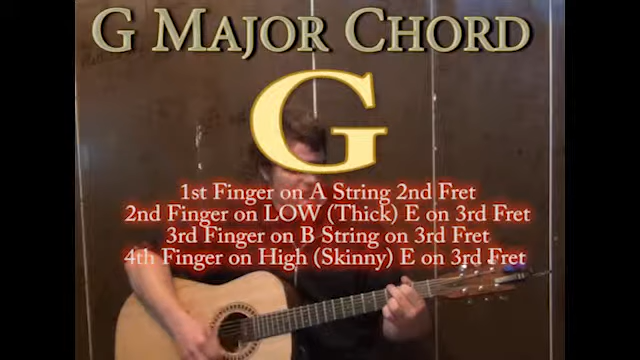 G Major Chord
G
1st Finger on A String 2nd Fret
2nd Finger on LOW (Thick) E on 3rd Fret
3rd Finger on B String on 3rd Fret
4th Finger on High (Skinny) E on 3rd Fret